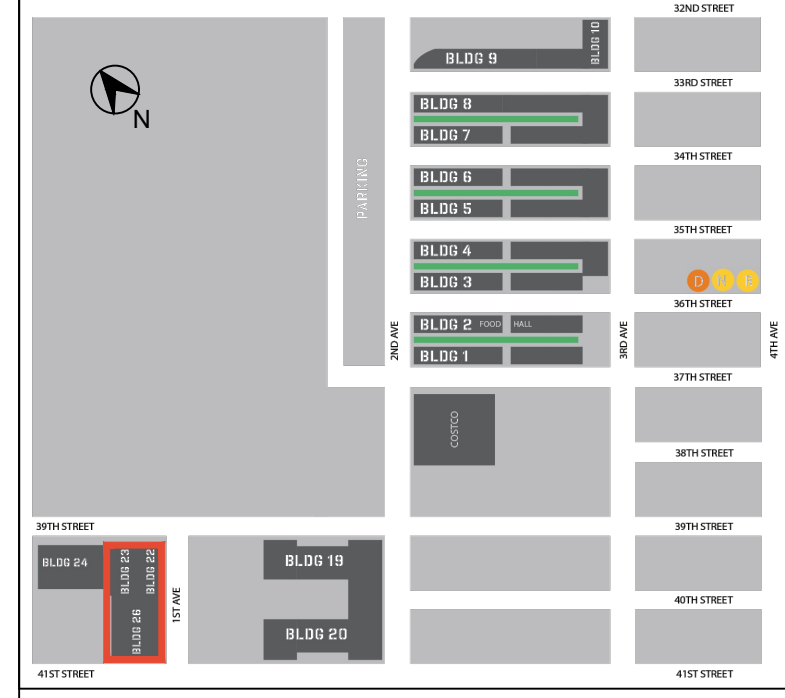 32ND STREET
BLDG 10
BLDG 9
33RD STREET
N
BLDG 8
BLDG 7
34TH STREET
PARKING
BLDG 6
BLDG 5
35TH STREET
BLDG 4
BLDG 3
D N
36TH STREET
2ND AVE
BLDG 2 FOOD HALL
BLDG 1
3RD AVE
4TH AVE
37TH STREET
COSTCO
38TH STREET
39TH STREET
39TH STREET
BLDG 24
BLDG 23
BLDG 22
BLDG 26
1ST AVE
BLDG 19
BLDG 20
40TH STREET
41ST STREET
41ST STREET